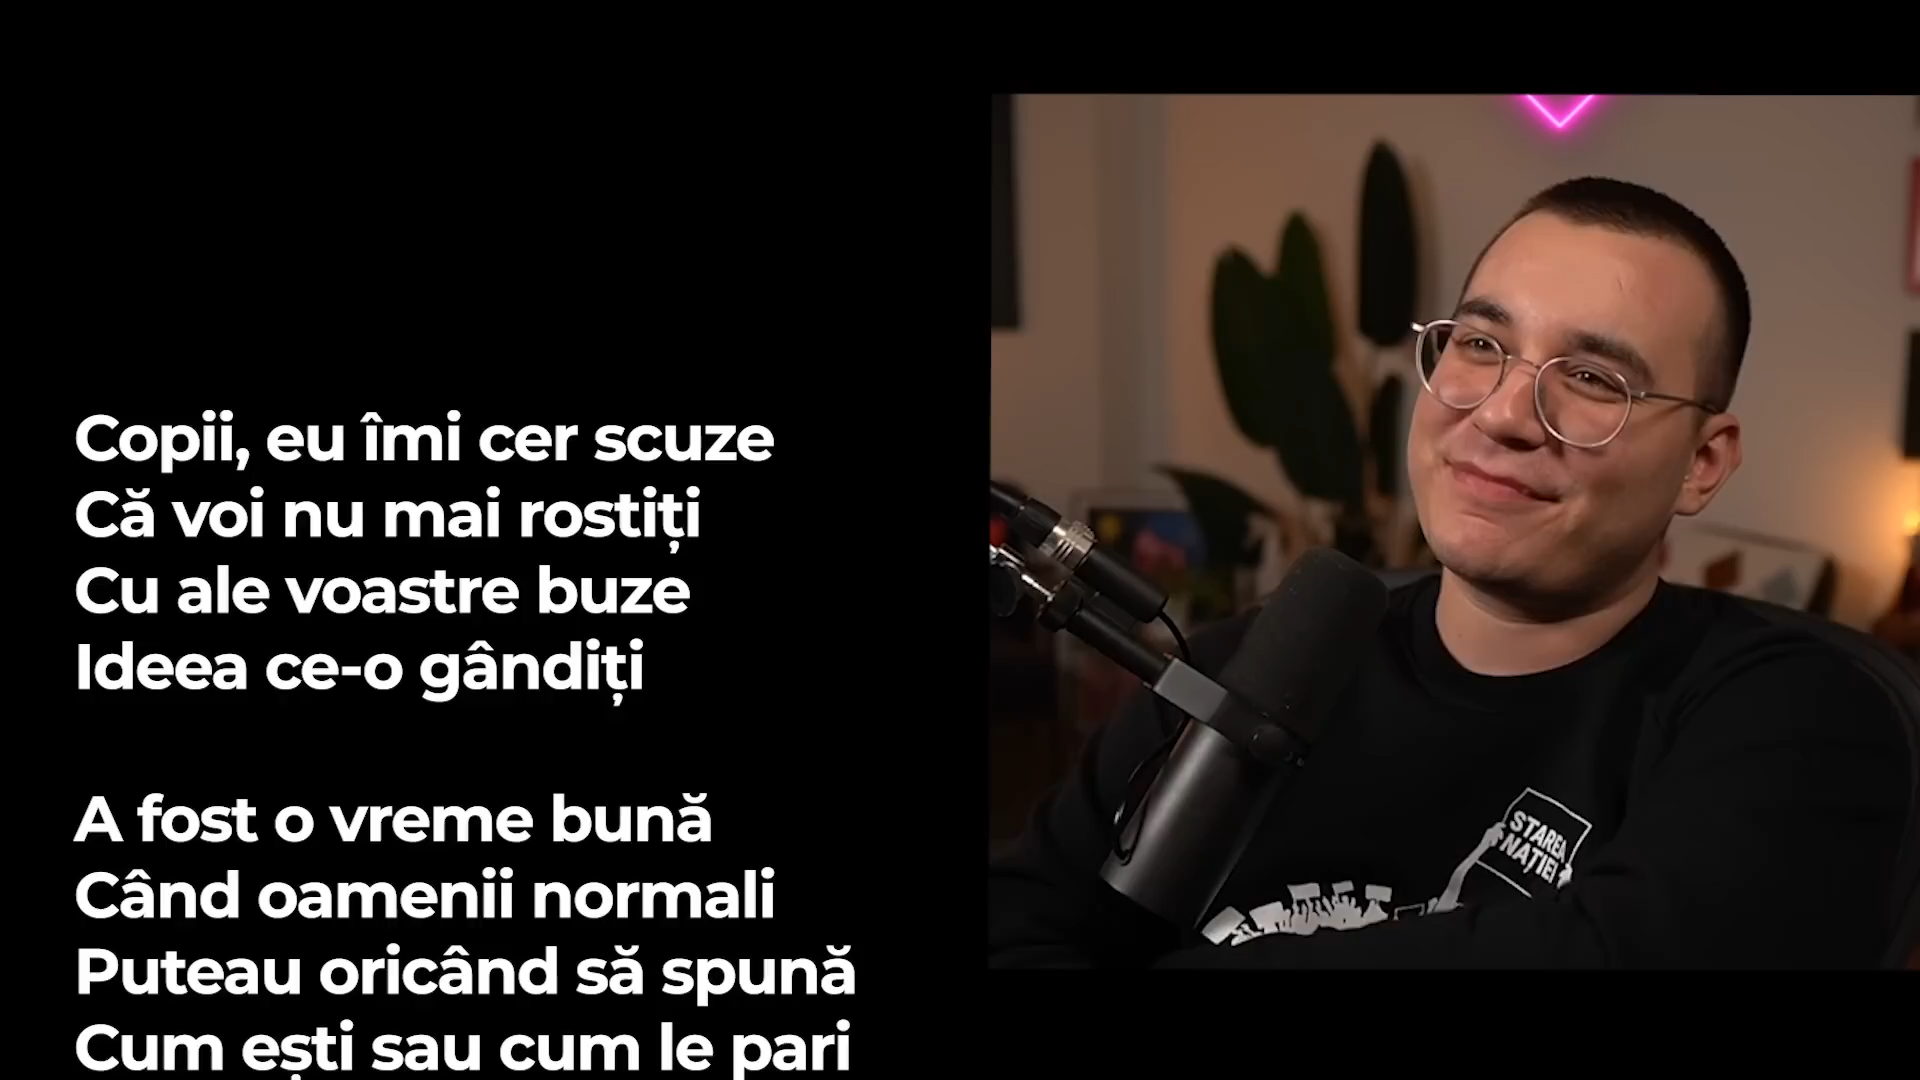 Copii, eu îmi cer scuze
Că voi nu mai rostiți
Cu ale voastre buze
Ideea ce-o gândiți
A fost o vreme bună
Când oamenii normali
Puteau oricând să spună
Cum ești sau cum le pari
STAREA
NAȚIEI